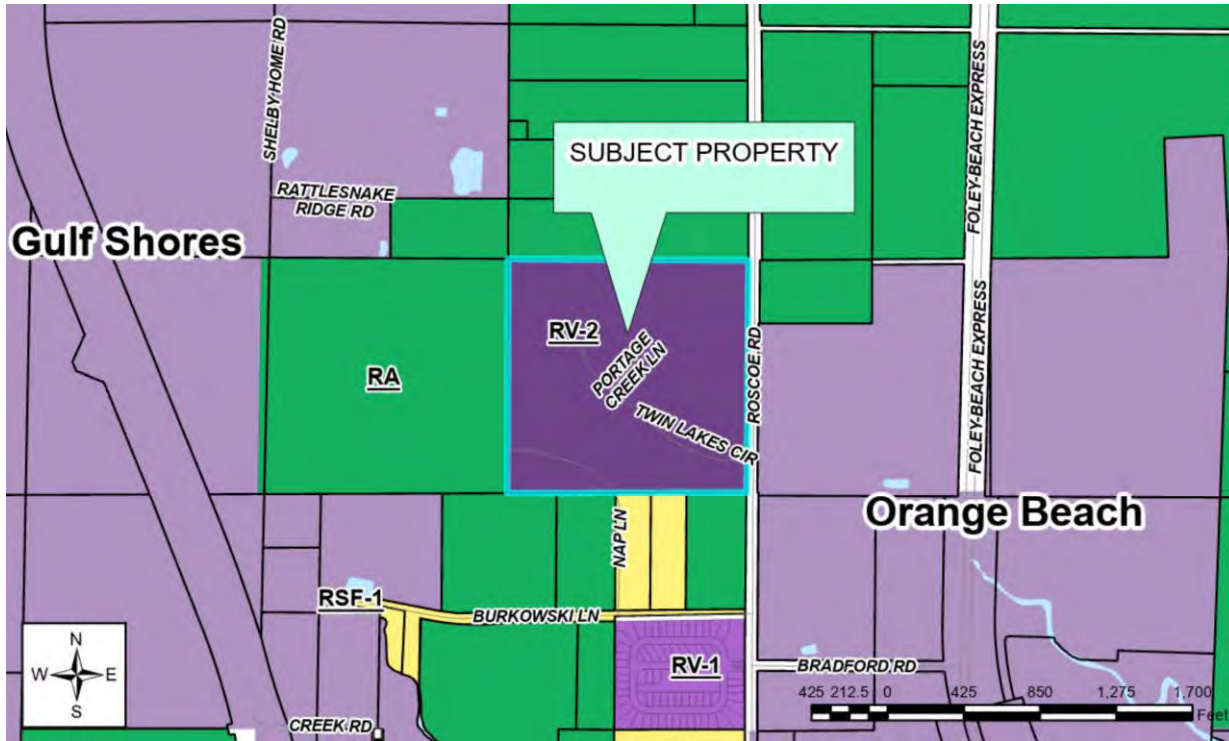 SHELBY HOME RD
FOLEY-BEACH EXPRESS
SUBJECT PROPERTY
RATTLESNAKE
RIDGE RD
Gulf Shores
RV-2
PORTAGE
CREEK LN
ROSCOE RD
FOLEY-BEACH EXPRESS
RA
TWIN LAKES CIR
Orange Beach
NAP LN
RSF-1
BURKOWSKI LN
N
W E
S
RV-1
BRADFORD RD
425 212.5 0 425 850 1,275 1,700
Feet
CREEK RD